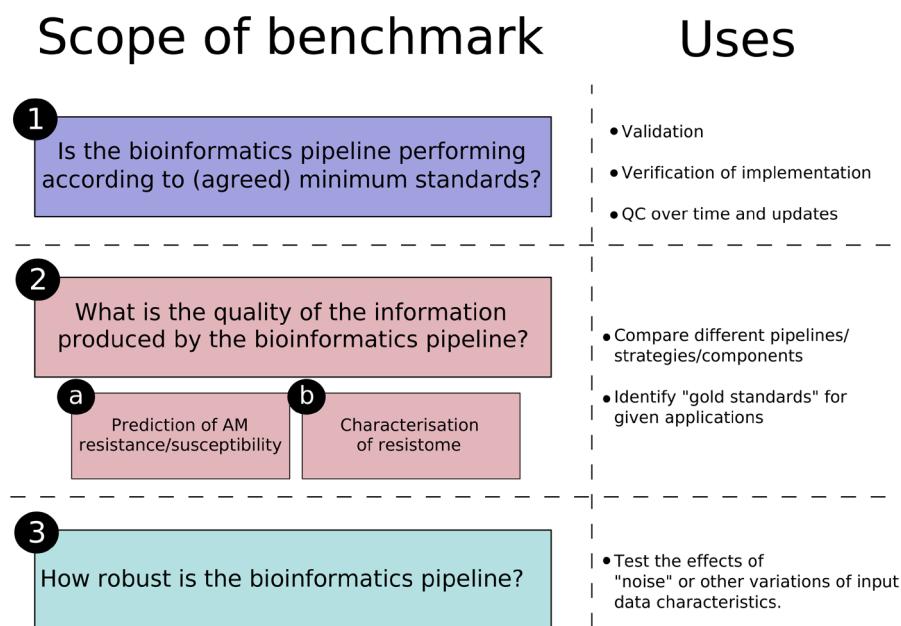 Scope of benchmark
Uses
1
Is the bioinformatics pipeline performing
according to (agreed) minimum standards?
• Validation
• Verification of implementation
• QC over time and updates
2
What is the quality of the information
produced by the bioinformatics pipeline?
a
Prediction of AM
resistance/susceptibility
b
Characterisation
of resistome
• Compare different pipelines/
strategies/components
• Identify "gold standards" for
given applications
3
How robust is the bioinformatics pipeline?
• Test the effects of
"noise" or other variations of input
data characteristics.